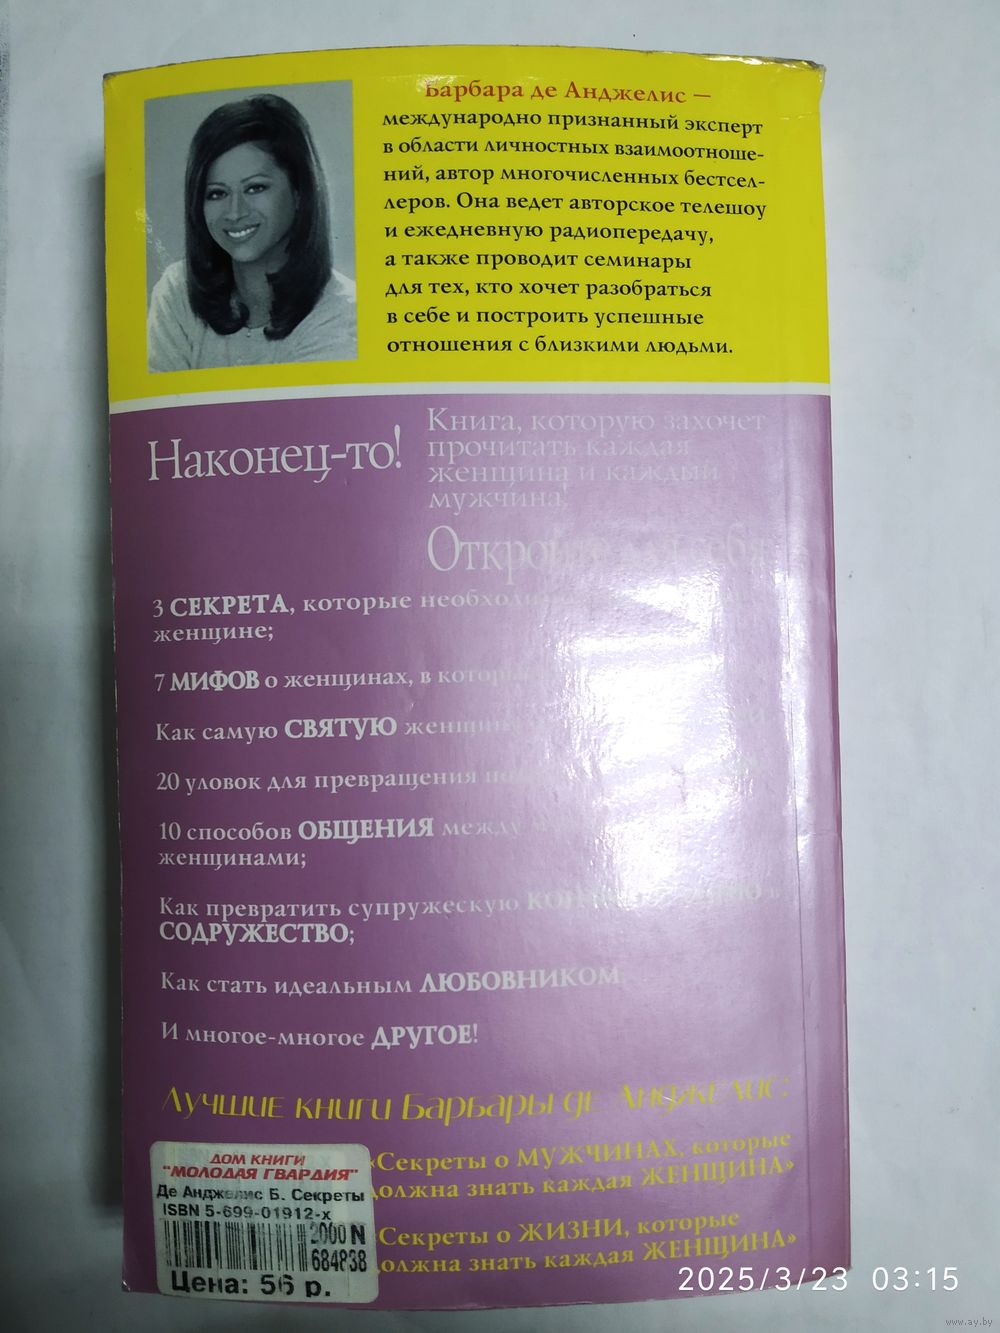 Барбара де Анджелис —
международно признанный эксперт
в области личностных взаимоотноше-
ний, автор многочисленных бестсел-
леров. Она ведет авторское телешоу
и ежедневную радиопередачу,
а также проводит семинары
для тех, кто хочет разобраться
в себе и построить успешные
отношения с близкими людьми.
Наконец-то!
Книга, которую захочет
прочитать каждая
женщина и каждый
мужчина!
3 СЕКРЕТА, которые
женщине;
7 МИФОВ о женщинах, в
Как самую СВЯТУЮ
20 уловок для превращения
10 способов ОБЩЕНИЯ между
женщинами;
Как превратить супружескую
СОДРУЖЕСТВО;
Как стать идеальным ЛЮБОВНИКОМ
И многое-многое ДРУГОЕ!
Лучшие книги Барбары де Анджелис:
«Секреты о МУЖЧИНАХ, которые
должна знать каждая ЖЕНЩИНА»
«Секреты о ЖИЗНИ, которые
должна знать каждая ЖЕНЩИНА»
ДОМ КНИГИ
"МОЛОДАЯ ГВАРДИЯ"
Де Анджелис Б. Секреты
ISBN 5-699-01912-х
2000 N
684838
Цена: 56 р.
2025/3/23 03:15
www.ay.by